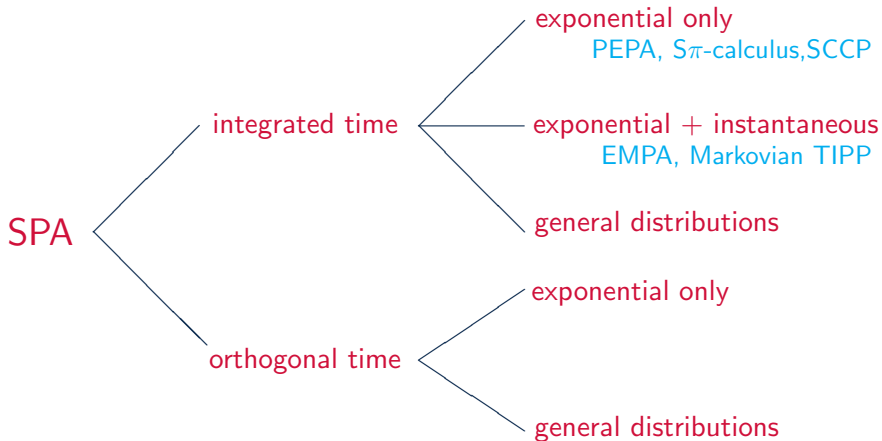 exponential only
PEPA, Sπ-calculus,SCCP
integrated time
exponential + instantaneous
EMPA, Markovian TIPP
SPA
general distributions
exponential only
orthogonal time
general distributions